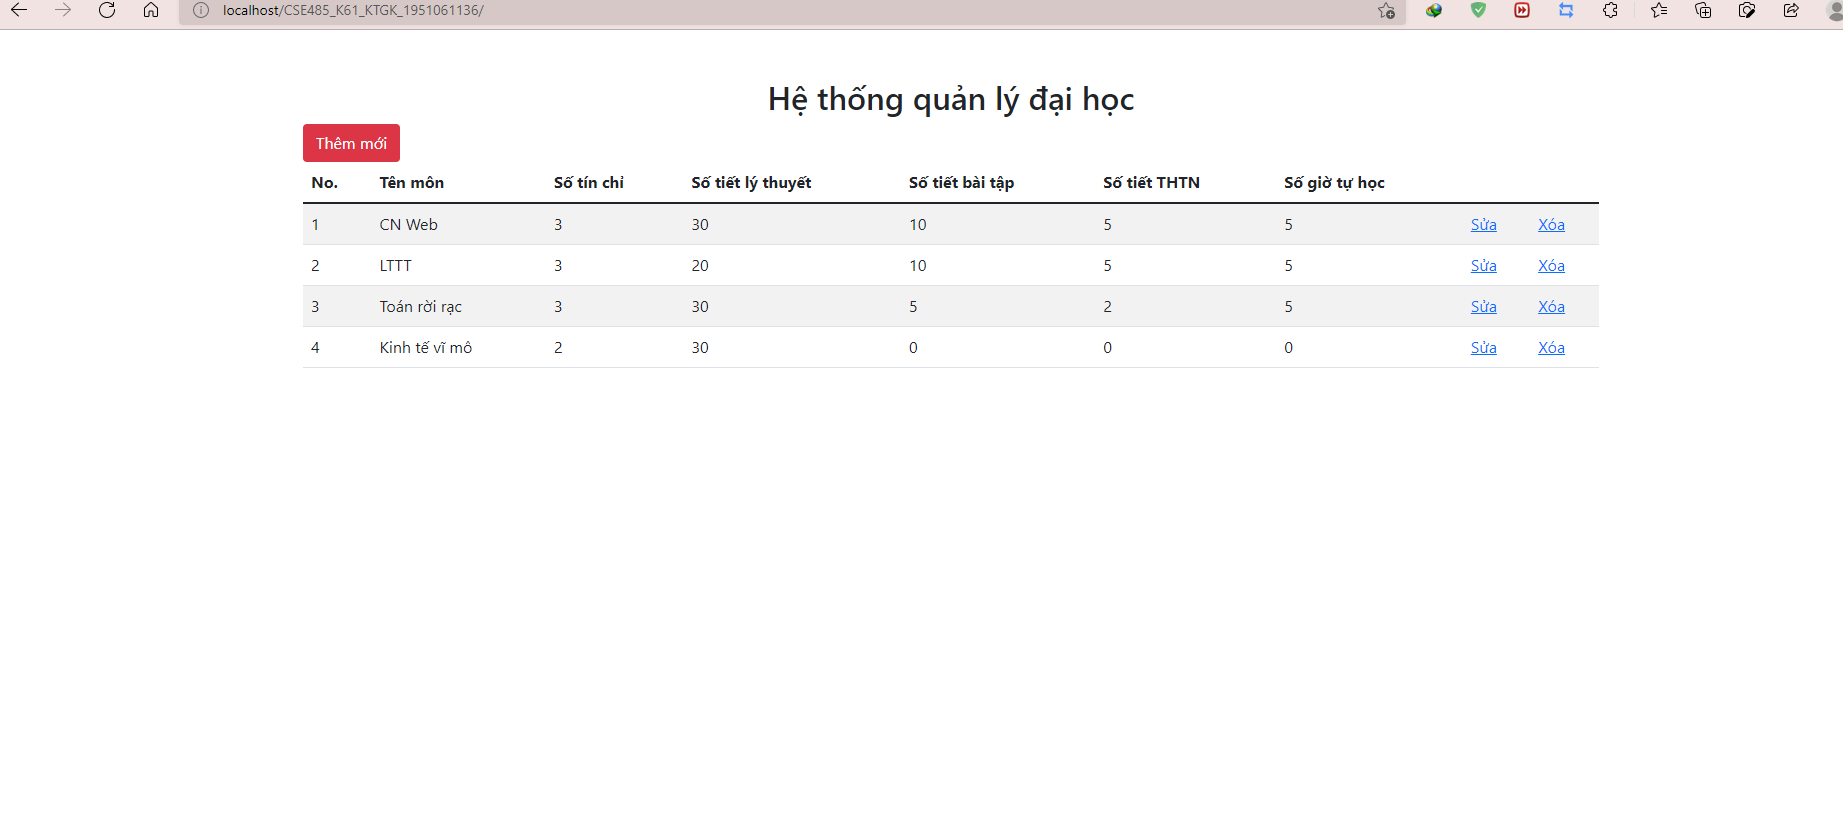 localhost/CSE485_K61_KTGK_1951061136/
Hệ thống quản lý đại học
Thêm mới
No. Tên môn Số tín chỉ Số tiết lý thuyết Số tiết bài tập Số tiết THTN Số giờ tự học
1 CN Web 3 30 10 5 5 Sửa Xóa
2 LTTT 3 20 10 5 5 Sửa Xóa
3 Toán rời rạc 3 30 5 2 5 Sửa Xóa
4 Kinh tế vĩ mô 2 30 0 0 0 Sửa Xóa